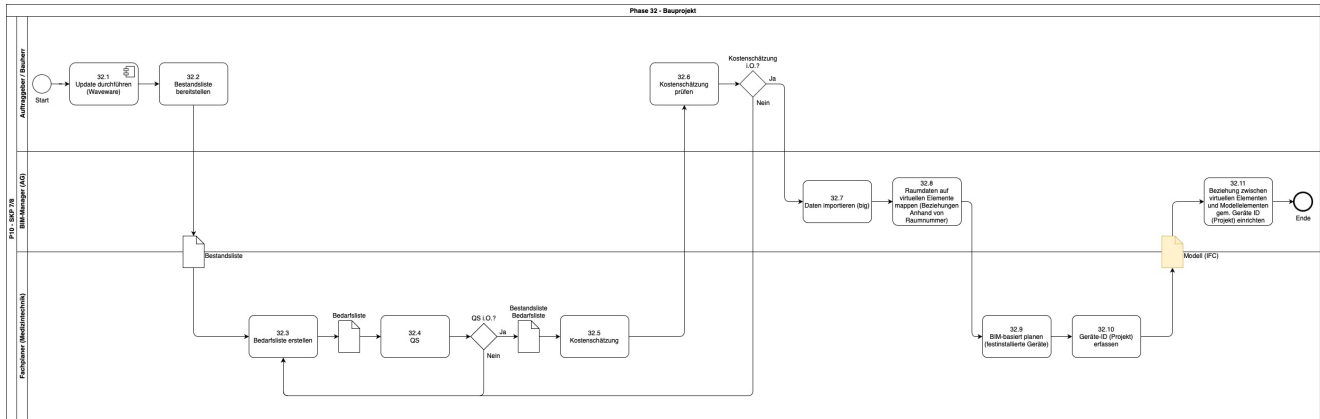 Phase 32 - Bauprojekt
P10 - SKP 7/8
Auftraggeber / Bauherr
Start
32.1
Update durchführen
(Waveware)
32.2
Bestandsliste
bereitstellen
32.6
Kostenschätzung
prüfen
Kostenschätzung
i.O.?
Ja
Nein
BIM-Manager (AG)
32.7
Daten importieren (big)
32.8
Raumdaten auf
virtuellen Elemente
mappen (Beziehungen
Anhand von
Raumnummer)
32.11
Beziehung zwischen
virtuellen Elementen
und Modellelementen
gem. Geräte ID
(Projekt) einrichten
Ende
Bestandsliste
Modell (IFC)
Fachplaner (Medizintechnik)
32.3
Bedarfsliste erstellen
Bedarfsliste
32.4
QS
QS i.O.?
Ja
Nein
Bestandsliste
Bedarfsliste
32.5
Kostenschätzung
32.9
BIM-basiert planen
(festinstallierte Geräte)
32.10
Geräte-ID (Projekt)
erfassen